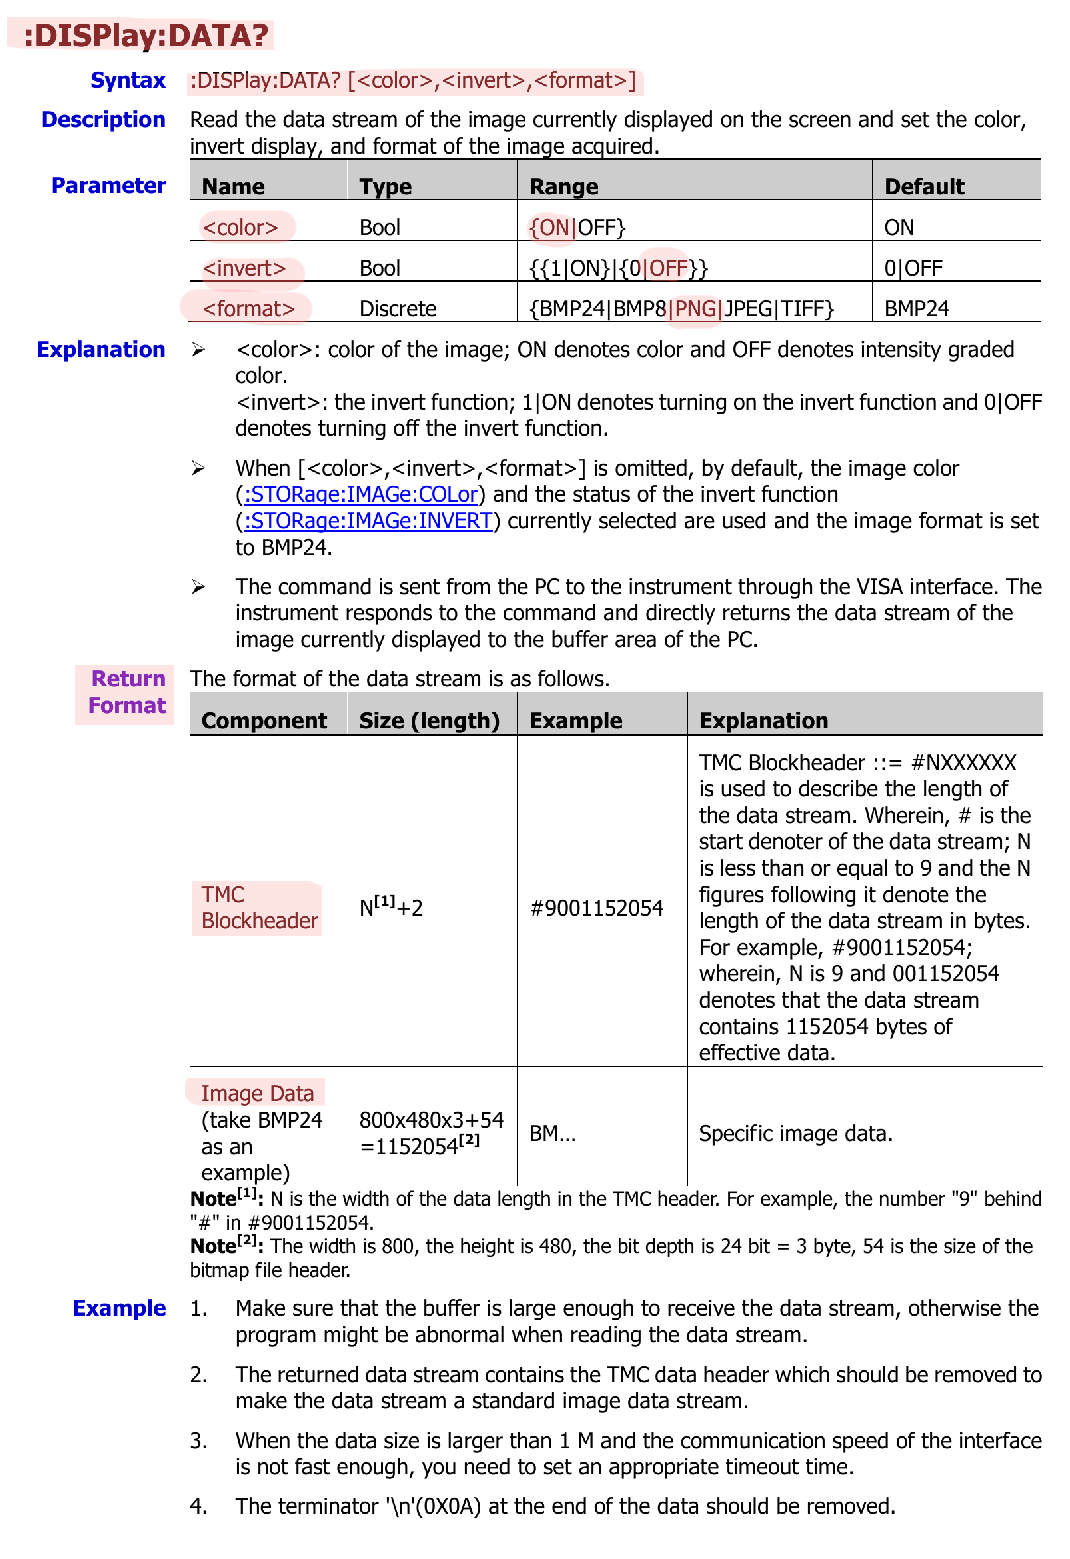 :DISPlay:DATA?
Syntax :DISPlay:DATA? [<color>,<invert>,<format>]
Description Read the data stream of the image currently displayed on the screen and set the color,
invert display, and format of the image acquired.
Parameter Name Type Range Default
<color> Bool {ON|OFF} ON
<invert> Bool {{1|ON}|{0|OFF}} 0|OFF
<format> Discrete {BMP24|BMP8|PNG|JPEG|TIFF} BMP24
Explanation ➢ <color>: color of the image; ON denotes color and OFF denotes intensity graded
color.
<invert>: the invert function; 1|ON denotes turning on the invert function and 0|OFF
denotes turning off the invert function.
➢ When [<color>,<invert>,<format>] is omitted, by default, the image color
(:STORage:IMAGe:COLor) and the status of the invert function
(:STORage:IMAGe:INVERT) currently selected are used and the image format is set
to BMP24.
➢ The command is sent from the PC to the instrument through the VISA interface. The
instrument responds to the command and directly returns the data stream of the
image currently displayed to the buffer area of the PC.
Return The format of the data stream is as follows.
Format
Component Size (length) Example Explanation
TMC
Blockheader
N[1]+2
#9001152054
TMC Blockheader ::= #NXXXXXX
is used to describe the length of
the data stream. Wherein, # is the
start denoter of the data stream; N
is less than or equal to 9 and the N
figures following it denote the
length of the data stream in bytes.
For example, #9001152054;
wherein, N is 9 and 001152054
denotes that the data stream
contains 1152054 bytes of
effective data.
Image Data
(take BMP24
as an
example)
800x480x3+54
=1152054[2]
BM...
Specific image data.
Note[1]: N is the width of the data length in the TMC header. For example, the number "9" behind
"#" in #9001152054.
Note[2]: The width is 800, the height is 480, the bit depth is 24 bit = 3 byte, 54 is the size of the
bitmap file header.
Example 1. Make sure that the buffer is large enough to receive the data stream, otherwise the
program might be abnormal when reading the data stream.
2. The returned data stream contains the TMC data header which should be removed to
make the data stream a standard image data stream.
3. When the data size is larger than 1 M and the communication speed of the interface
is not fast enough, you need to set an appropriate timeout time.
4. The terminator '\n'(0X0A) at the end of the data should be removed.